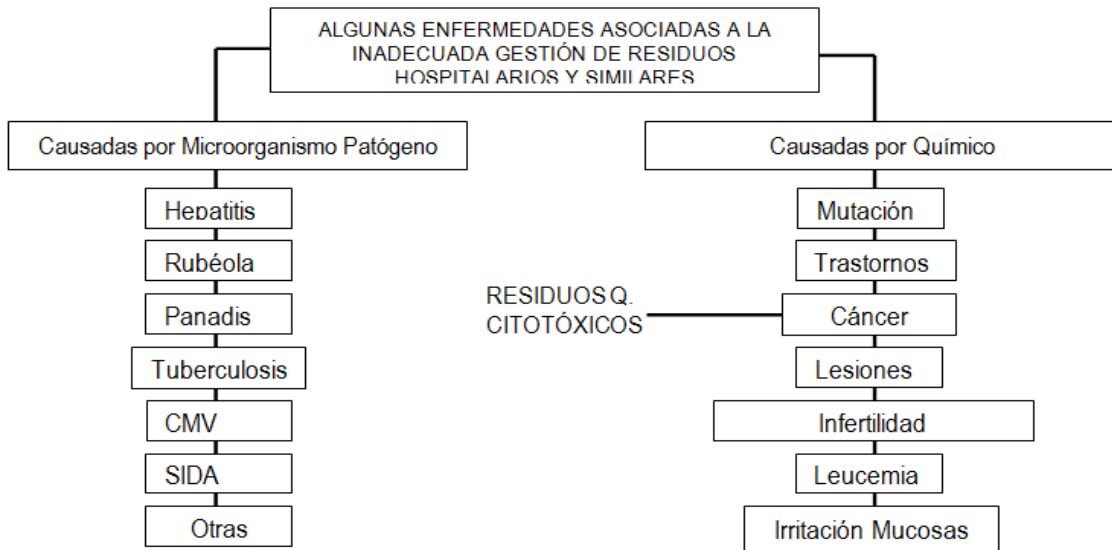 ALGUNAS ENFERMEDADES ASOCIADAS A LA
INADECUADA GESTIÓN DE RESIDUOS
HOSPITALARIOS Y SIMILARES
Causadas por Microorganismo Patógeno
Hepatitis
Rubéola
Panadis
Tuberculosis
CMV
SIDA
Otras
Causadas por Químico
Mutación
Trastornos
Cáncer
Lesiones
Infertilidad
Leucemia
Irritación Mucosas
RESIDUOS Q.
CITOTÓXICOS